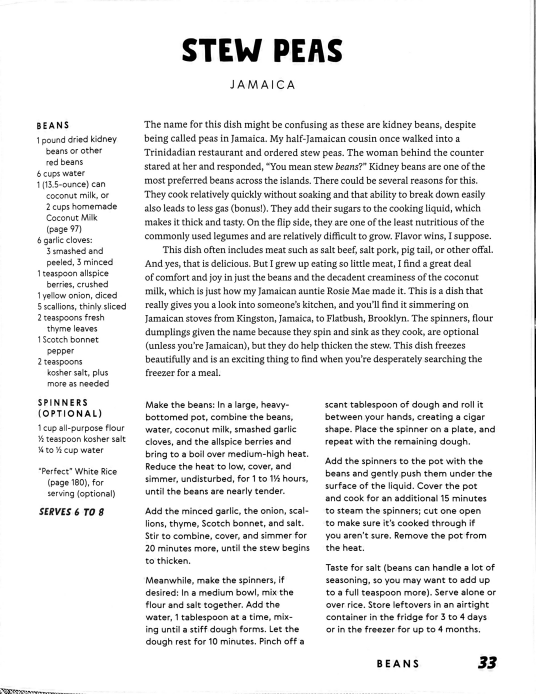 STEW PEAS
JAMAICA
BEANS
1 pound dried kidney
beans or other
red beans
6 cups water
1 (13.5-ounce) can
coconut milk, or
2 cups homemade
Coconut Milk
(page 97)
6 garlic cloves:
3 smashed and
peeled, 3 minced
1 teaspoon allspice
berries, crushed
1 yellow onion, diced
5 scallions, thinly sliced
2 teaspoons fresh
thyme leaves
1 Scotch bonnet
pepper
2 teaspoons
kosher salt, plus
more as needed
SPINNERS
(OPTIONAL)
1 cup all-purpose flour
½ teaspoon kosher salt
¼ to ½ cup water
"Perfect" White Rice
(page 180), for
serving (optional)
SERVES 6 TO 8
The name for this dish might be confusing as these are kidney beans, despite
being called peas in Jamaica. My half-Jamaican cousin once walked into a
Trinidadian restaurant and ordered stew peas. The woman behind the counter
stared at her and responded, "You mean stew beans?" Kidney beans are one of the
most preferred beans across the islands. There could be several reasons for this.
They cook relatively quickly without soaking and that ability to break down easily
also leads to less gas (bonus!). They add their sugars to the cooking liquid, which
makes it thick and tasty. On the flip side, they are one of the least nutritious of the
commonly used legumes and are relatively difficult to grow. Flavor wins, I suppose.
This dish often includes meat such as salt beef, salt pork, pig tail, or other offal.
And yes, that is delicious. But I grew up eating so little meat, I find a great deal
of comfort and joy in just the beans and the decadent creaminess of the coconut
milk, which is just how my Jamaican auntie Rosie Mae made it. This is a dish that
really gives you a look into someone's kitchen, and you'll find it simmering on
Jamaican stoves from Kingston, Jamaica, to Flatbush, Brooklyn. The spinners, flour
dumplings given the name because they spin and sink as they cook, are optional
(unless you're Jamaican), but they do help thicken the stew. This dish freezes
beautifully and is an exciting thing to find when you're desperately searching the
freezer for a meal.
Make the beans: In a large, heavy-
bottomed pot, combine the beans,
water, coconut milk, smashed garlic
cloves, and the allspice berries and
bring to a boil over medium-high heat.
Reduce the heat to low, cover, and
simmer, undisturbed, for 1 to 1½ hours,
until the beans are nearly tender.
Add the minced garlic, the onion, scal-
lions, thyme, Scotch bonnet, and salt.
Stir to combine, cover, and simmer for
20 minutes more, until the stew begins
to thicken.
Meanwhile, make the spinners, if
desired: In a medium bowl, mix the
flour and salt together. Add the
water, 1 tablespoon at a time, mix-
ing until a stiff dough forms. Let the
dough rest for 10 minutes. Pinch off a
scant tablespoon of dough and roll it
between your hands, creating a cigar
shape. Place the spinner on a plate, and
repeat with the remaining dough.
Add the spinners to the pot with the
beans and gently push them under the
surface of the liquid. Cover the pot
and cook for an additional 15 minutes
to steam the spinners; cut one open
to make sure it's cooked through if
you aren't sure. Remove the pot from
the heat.
Taste for salt (beans can handle a lot of
seasoning, so you may want to add up
to a full teaspoon more). Serve alone or
over rice. Store leftovers in an airtight
container in the fridge for 3 to 4 days
or in the freezer for up to 4 months.
BEANS 33